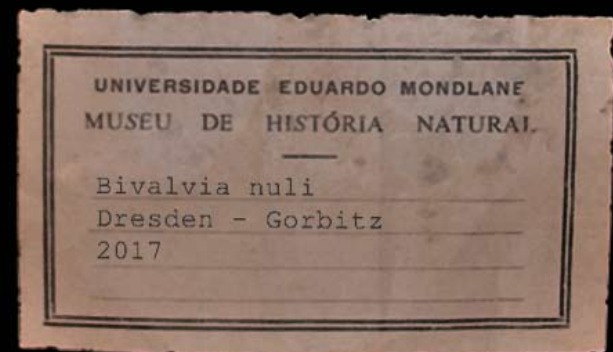 UNIVERSIDADE EDUARDO MONDLANE
MUSEU DE HISTÓRIA NATURAL
Bivalvia nuli
Dresden - Gorbitz
2017